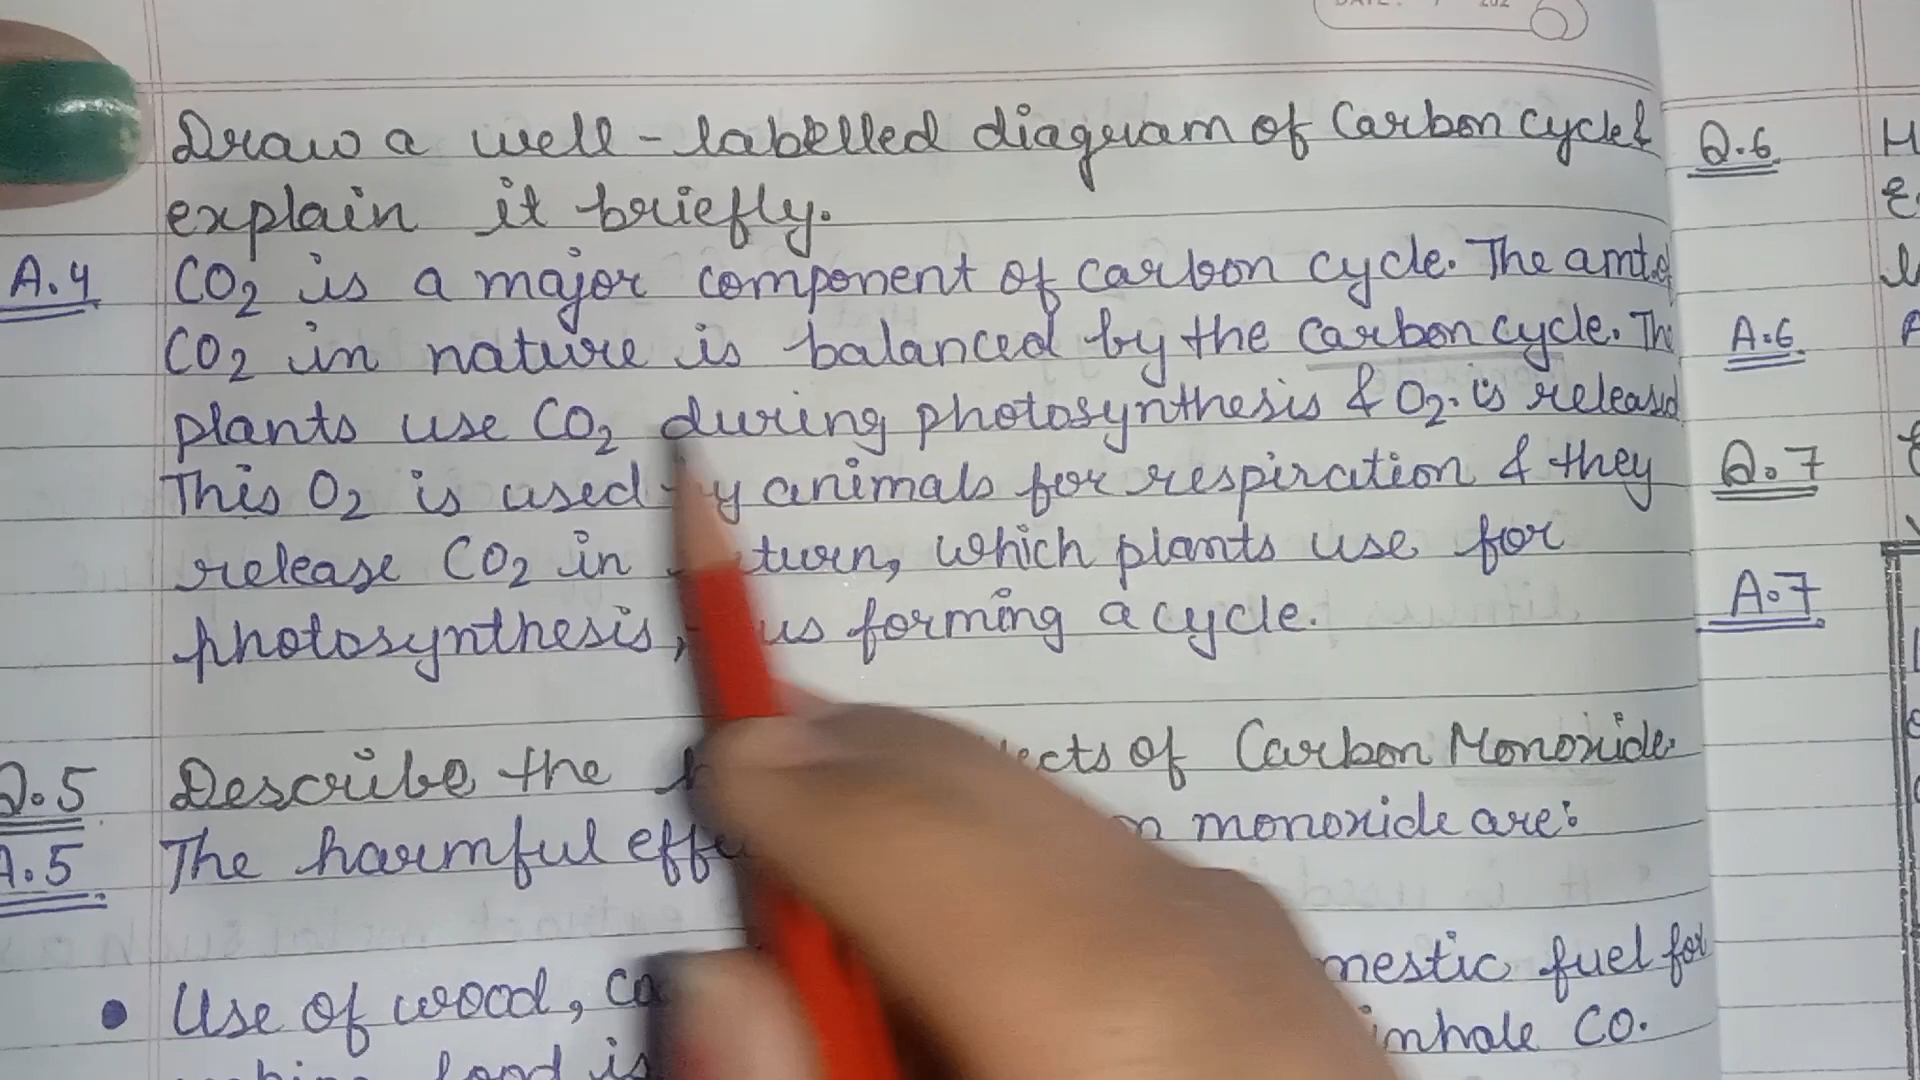 Draw a well-labelled diagram of Carbon cycle &
explain it briefly.
A.4 CO2 is a major component of carbon cycle. The amt. of
CO2 in nature is balanced by the carbon cycle. The
plants use CO2 during photosynthesis & O2 is released
This O2 is used by animals for respiration & they
release CO2 in turn, which plants use for
photosynthesis, forming a cycle.
Q.5 Describe the of Carbon Monoxide.
A.5 The harmful monoxide are:
• Use of wood, fuel for
inhale CO.
food is
Q.6
A.6
Q.7
A.7